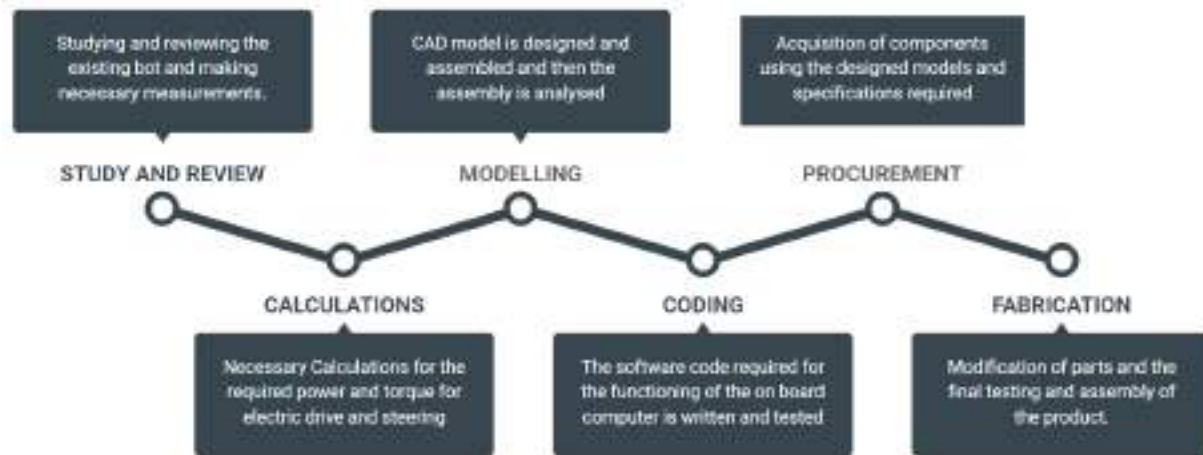 Studying and reviewing the
existing bot and making
necessary measurements.
STUDY AND REVIEW
CALCULATIONS
Necessary Calculations for the
required power and torque for
electric drive and steering
CAD model is designed and
assembled and then the
assembly is analysed
MODELLING
CODING
The software code required for
the functioning of the on board
computer is written and tested
Acquisition of components
using the designed models and
specifications required
PROCUREMENT
FABRICATION
Modification of parts and the
final testing and assembly of
the product.